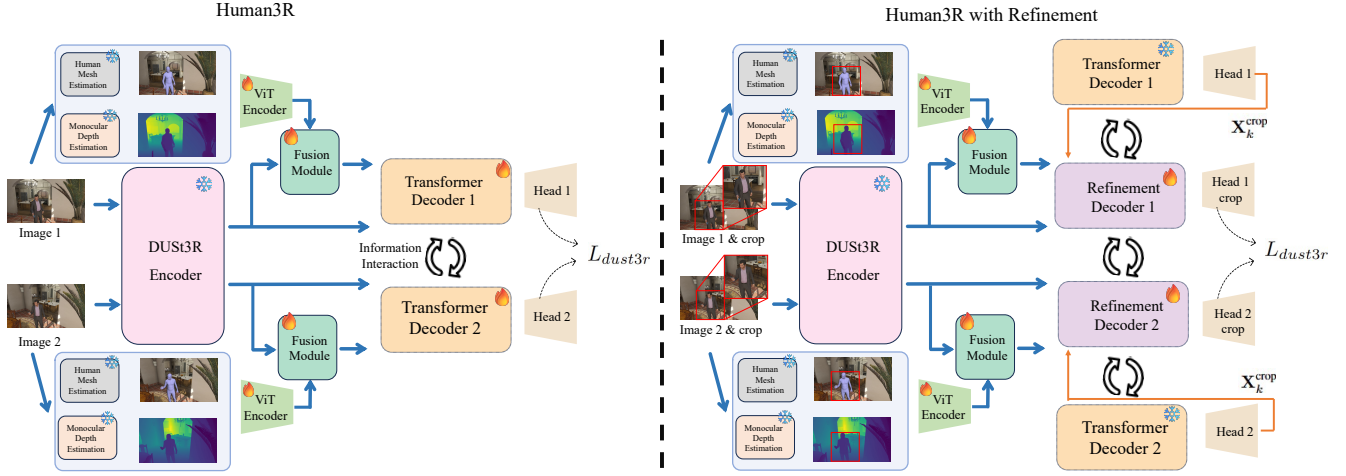 Human3R
Human
Mesh
Estimation
Monocular
Depth
Estimation
ViT
Encoder
Fusion
Module
Transformer
Decoder 1
Head 1
Image 1
DUSt3R
Encoder
Information
Interaction
L_{dust3r}
Image 2
Transformer
Decoder 2
Head 2
Fusion
Module
Human
Mesh
Estimation
Monocular
Depth
Estimation
ViT
Encoder
Human3R with Refinement
Human
Mesh
Estimation
Monocular
Depth
Estimation
ViT
Encoder
Fusion
Module
Transformer
Decoder 1
Head 1
X_k^{crop}
Refinement
Decoder 1
Head 1
crop
Image 1 & crop
DUSt3R
Encoder
L_{dust3r}
Image 2 & crop
Refinement
Decoder 2
Head 2
crop
Fusion
Module
X_k^{crop}
Human
Mesh
Estimation
Monocular
Depth
Estimation
ViT
Encoder
Transformer
Decoder 2
Head 2